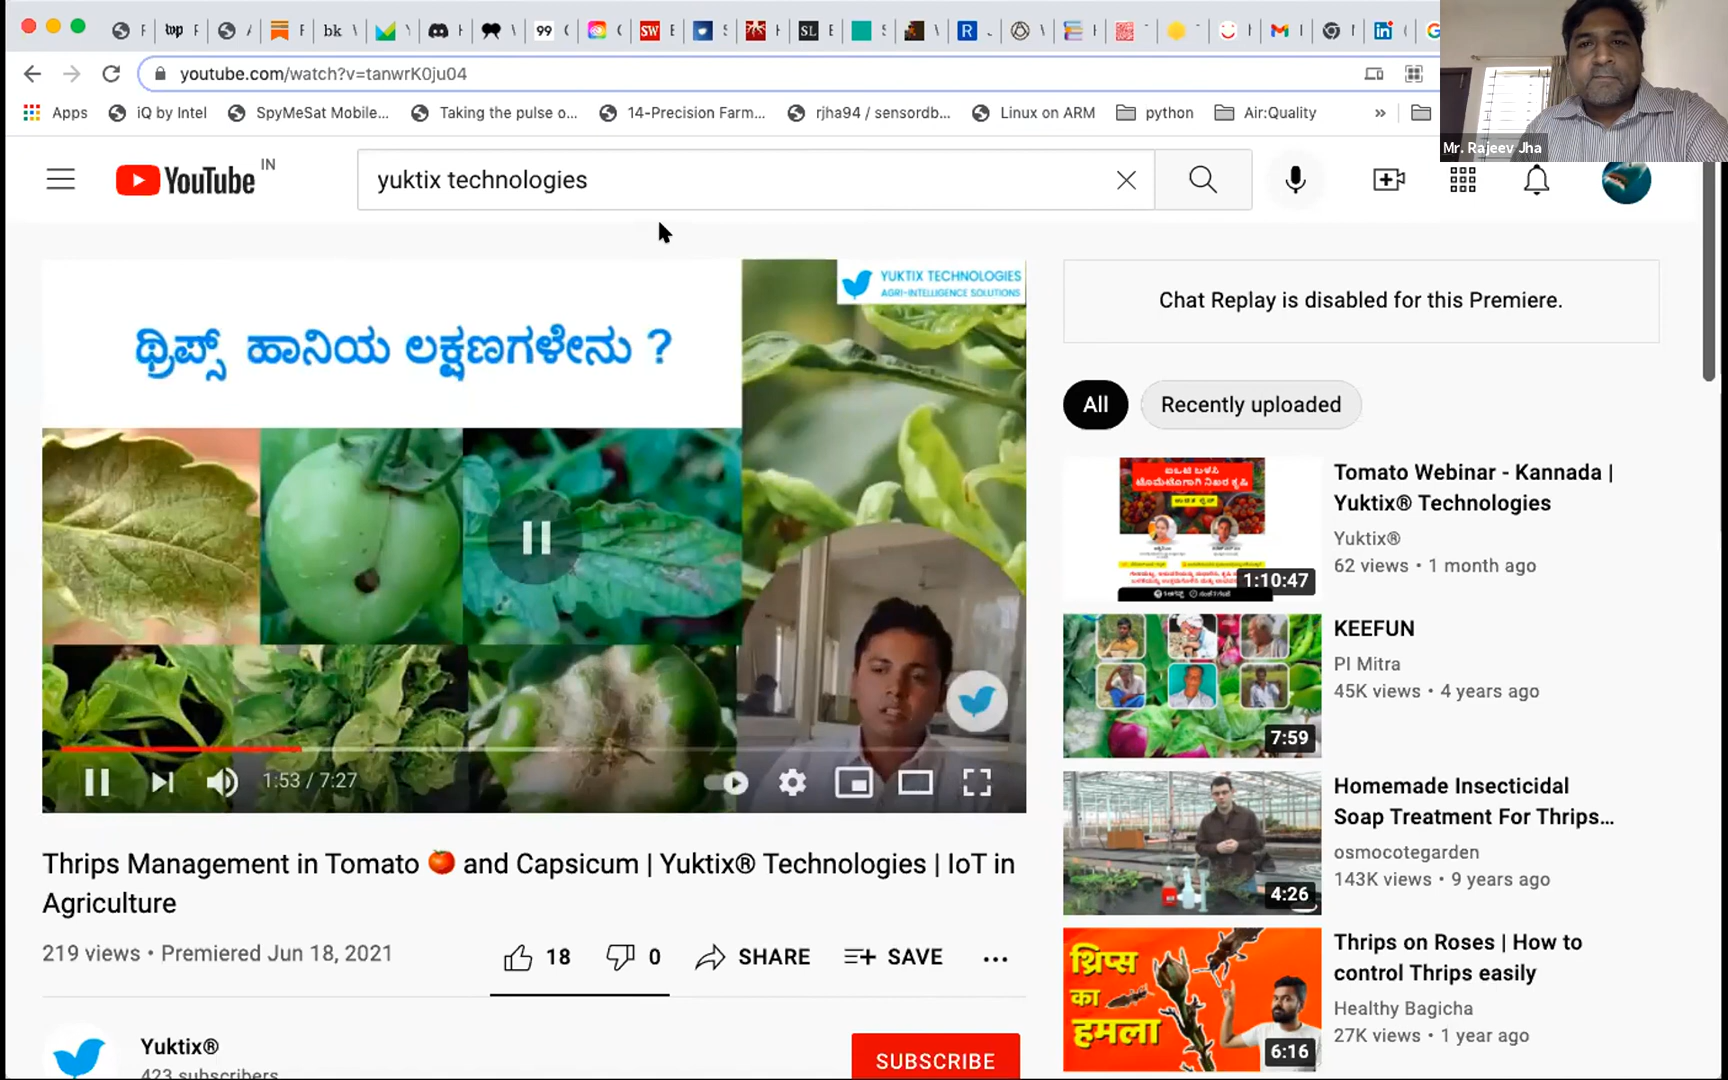 youtube.com/watch?v=tanwrK0ju04
Apps
iQ by Intel
SpyMeSat Mobile...
Taking the pulse o...
14-Precision Farm...
rjha94 / sensordb...
Linux on ARM
python
Air:Quality
»
Mr. Rajeev Jha
YouTube IN
yuktix technologies
YUKTIX TECHNOLOGIES
AGRI-INTELLIGENCE SOLUTIONS
ಥ್ರಿಪ್ಸ್ ಹಾನಿಯ ಲಕ್ಷಣಗಳೇನು ?
1:53 / 7:27
Thrips Management in Tomato 🍅 and Capsicum | Yuktix® Technologies | IoT in
Agriculture
219 views • Premiered Jun 18, 2021
18
0
SHARE
SAVE
Yuktix®
423 subscribers
SUBSCRIBE
Chat Replay is disabled for this Premiere.
All
Recently uploaded
1:10:47
Tomato Webinar - Kannada |
Yuktix® Technologies
Yuktix®
62 views • 1 month ago
7:59
KEEFUN
PI Mitra
45K views • 4 years ago
4:26
Homemade Insecticidal
Soap Treatment For Thrips...
osmocotegarden
143K views • 9 years ago
थ्रिप्स
का
हमला
6:16
Thrips on Roses | How to
control Thrips easily
Healthy Bagicha
27K views • 1 year ago